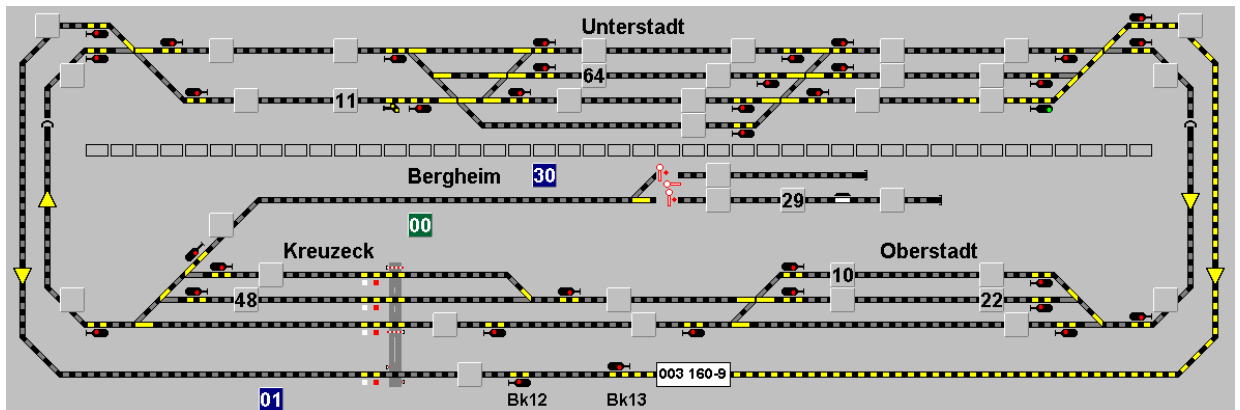 Unterstadt
64
11
Bergheim
30
29
00
Kreuzeck
Oberstadt
10
48
22
003 160-9
01
Bk12
Bk13